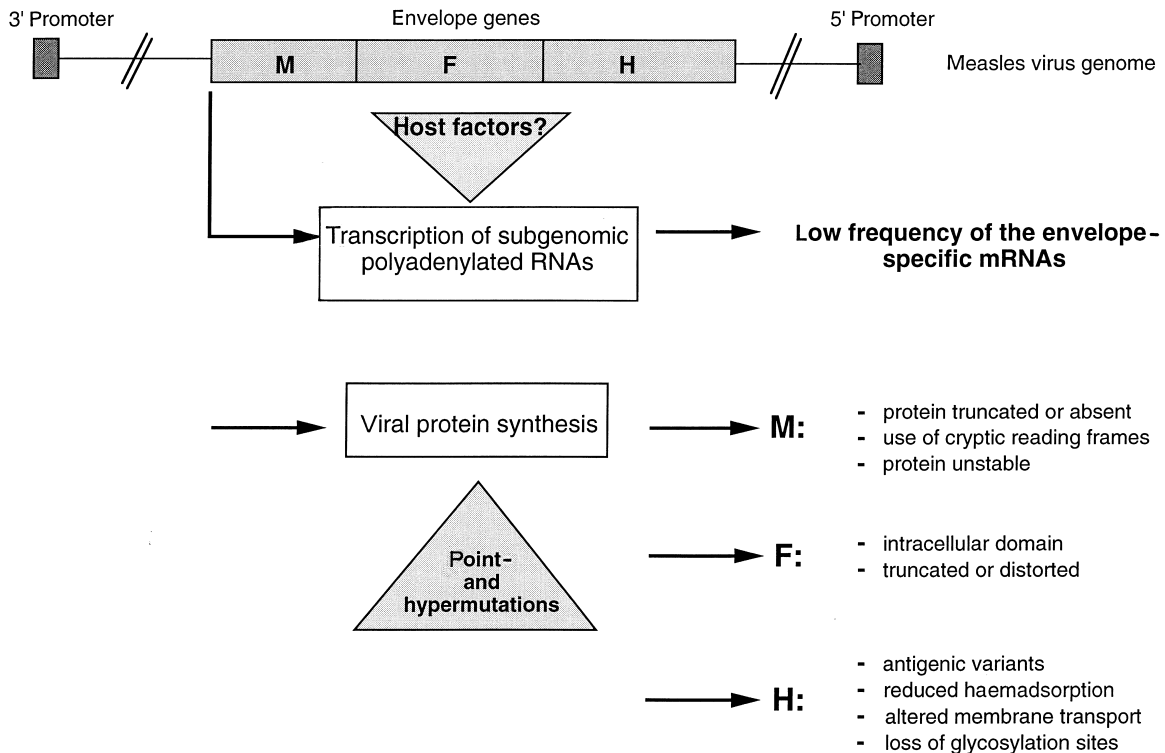 3' Promoter
Envelope genes
5' Promoter
M
F
H
Measles virus genome
Host factors?
Transcription of subgenomic
polyadenylated RNAs
Low frequency of the envelope-
specific mRNAs
Viral protein synthesis
M:
- protein truncated or absent
- use of cryptic reading frames
- protein unstable
Point-
and
hypermutations
F:
- intracellular domain
- truncated or distorted
H:
- antigenic variants
- reduced haemadsorption
- altered membrane transport
- loss of glycosylation sites